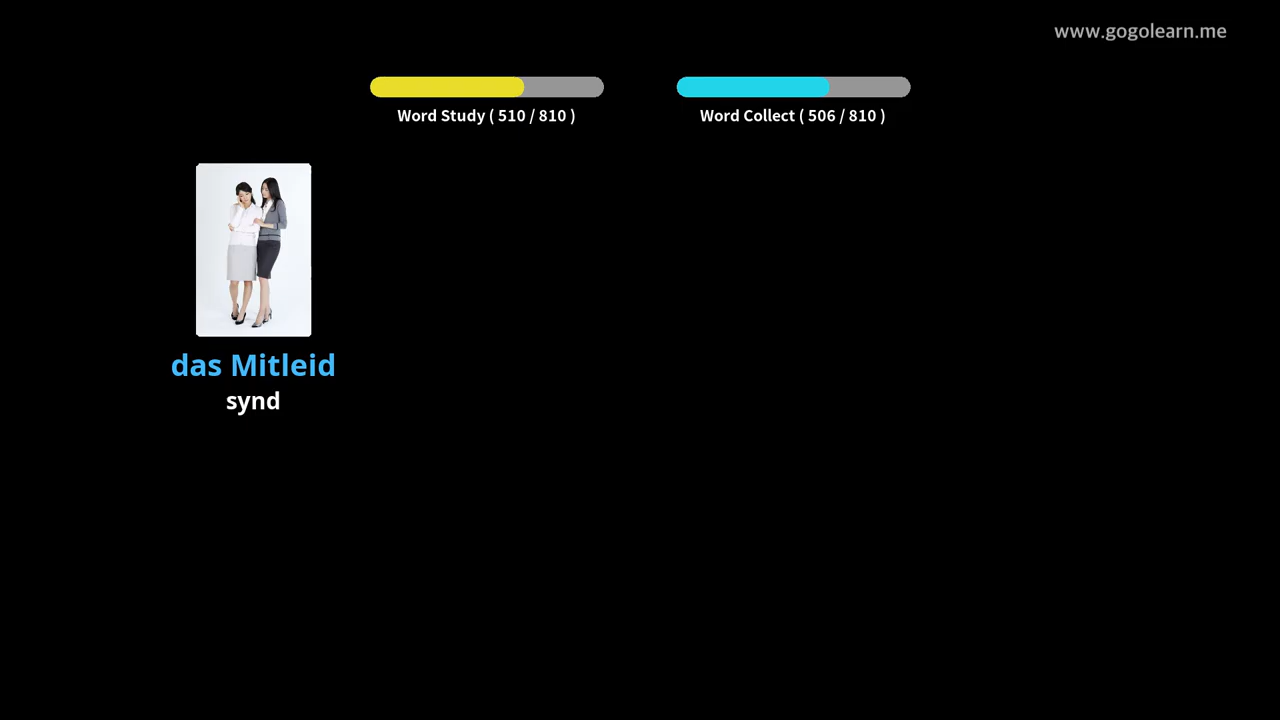 www.gogolearn.me
Word Study ( 510 / 810 )
Word Collect ( 506 / 810 )
das Mitleid
synd